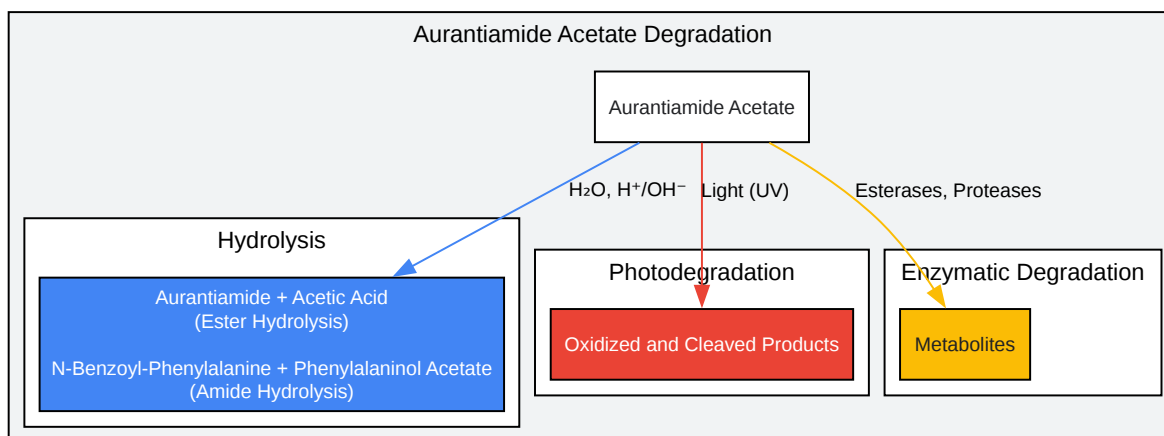 Aurantiamide Acetate Degradation
Aurantiamide Acetate
H₂O, H⁺/OH⁻
Light (UV)
Esterases, Proteases
Hydrolysis
Aurantiamide + Acetic Acid
(Ester Hydrolysis)
N-Benzoyl-Phenylalanine + Phenylalaninol Acetate
(Amide Hydrolysis)
Photodegradation
Oxidized and Cleaved Products
Enzymatic Degradation
Metabolites